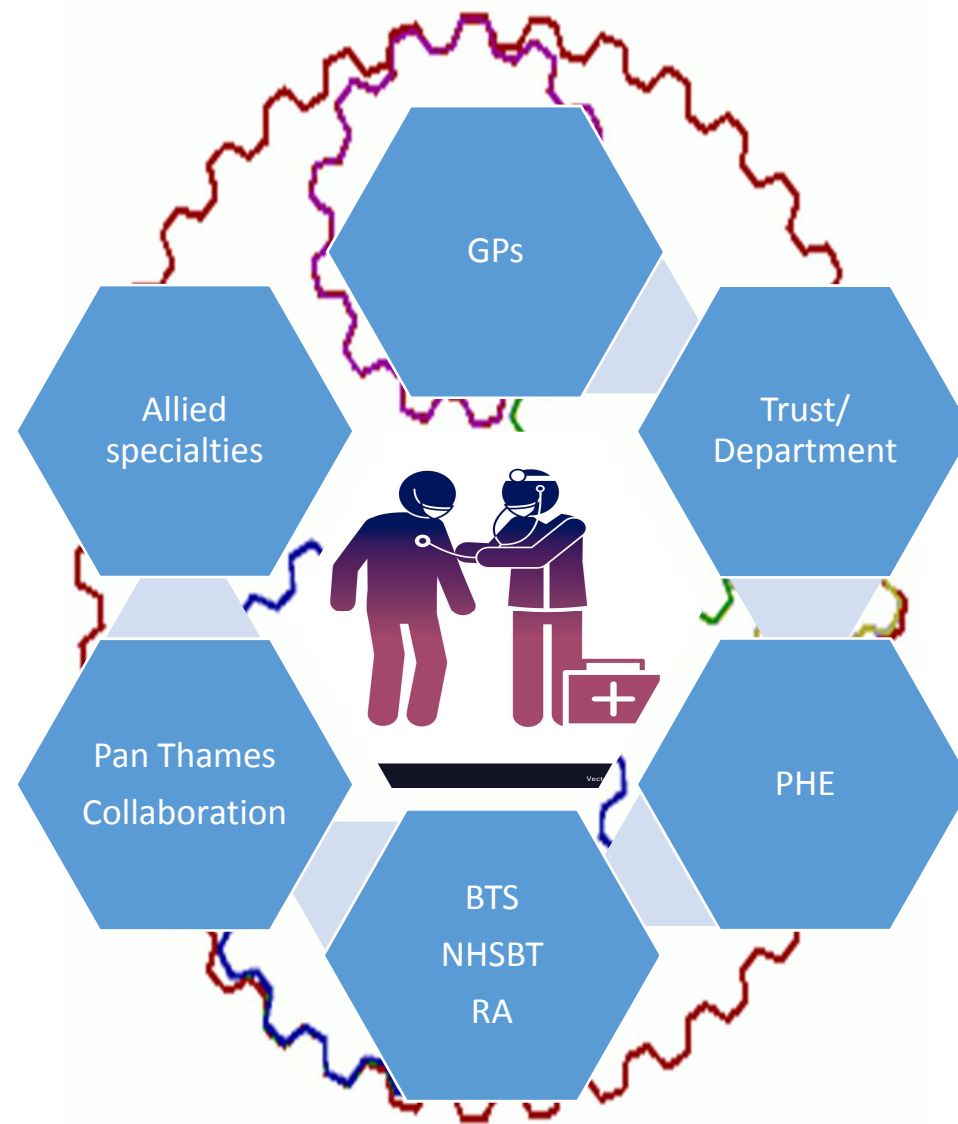 GPs
Allied
specialties
Trust/
Department
Pan Thames
Collaboration
PHE
BTS
NHSBT
RA